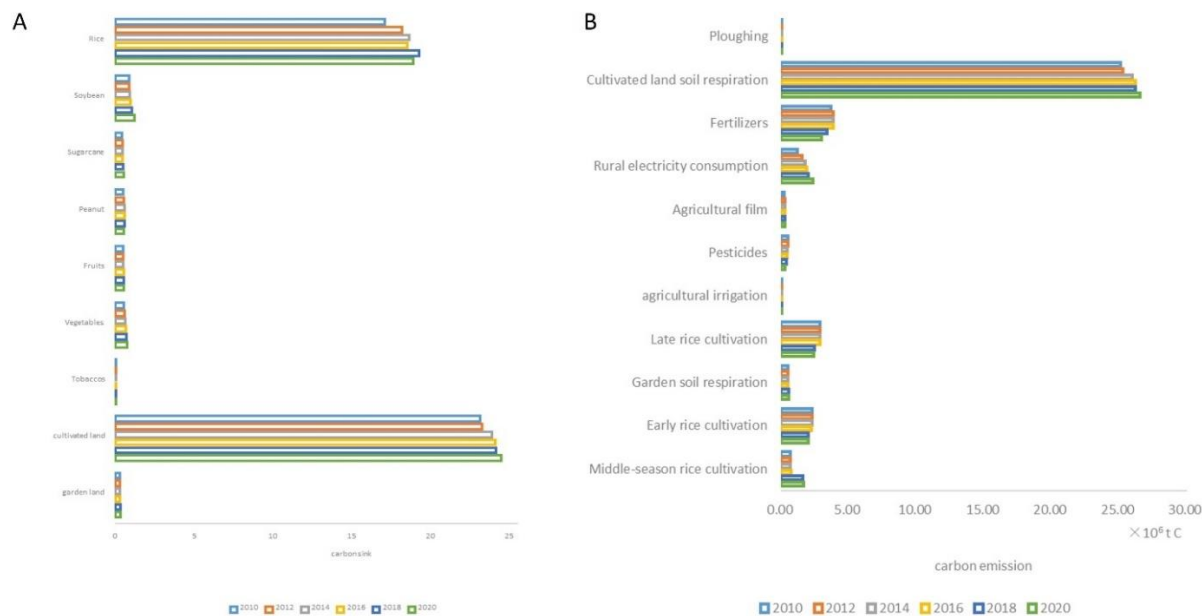 A
Rice
Soybean
Sugarcane
Peanut
Fruits
Vegetables
Tobaccos
cultivated land
garden land
0 5 10 15 20 25
carbonsink
2010 2012 2014 2016 2018 2020
B
Ploughing
Cultivated land soil respiration
Fertilizers
Rural electricity consumption
Agricultural film
Pesticides
agricultural irrigation
Late rice cultivation
Garden soil respiration
Early rice cultivation
Middle-season rice cultivation
0.00 5.00 10.00 15.00 20.00 25.00 30.00
×10⁶ t C
carbon emission
2010 2012 2014 2016 2018 2020